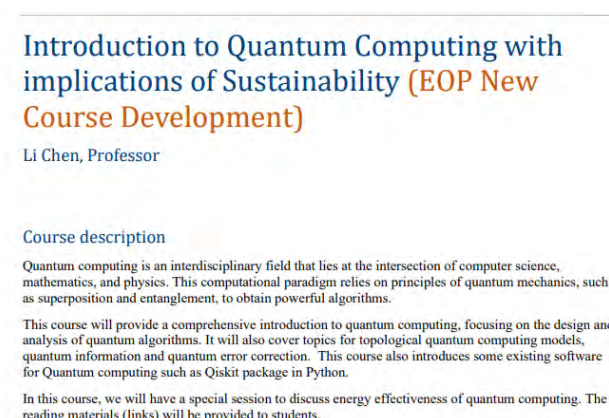 Introduction to Quantum Computing with
implications of Sustainability (EOP New
Course Development)
Li Chen, Professor
Course description
Quantum computing is an interdisciplinary field that lies at the intersection of computer science,
mathematics, and physics. This computational paradigm relies on principles of quantum mechanics, such
as superposition and entanglement, to obtain powerful algorithms.
This course will provide a comprehensive introduction to quantum computing, focusing on the design and
analysis of quantum algorithms. It will also cover topics for topological quantum computing models,
quantum information and quantum error correction. This course also introduces some existing software
for Quantum computing such as Qiskit package in Python.
In this course, we will have a special session to discuss energy effectiveness of quantum computing. The
reading materials (links) will be provided to students.